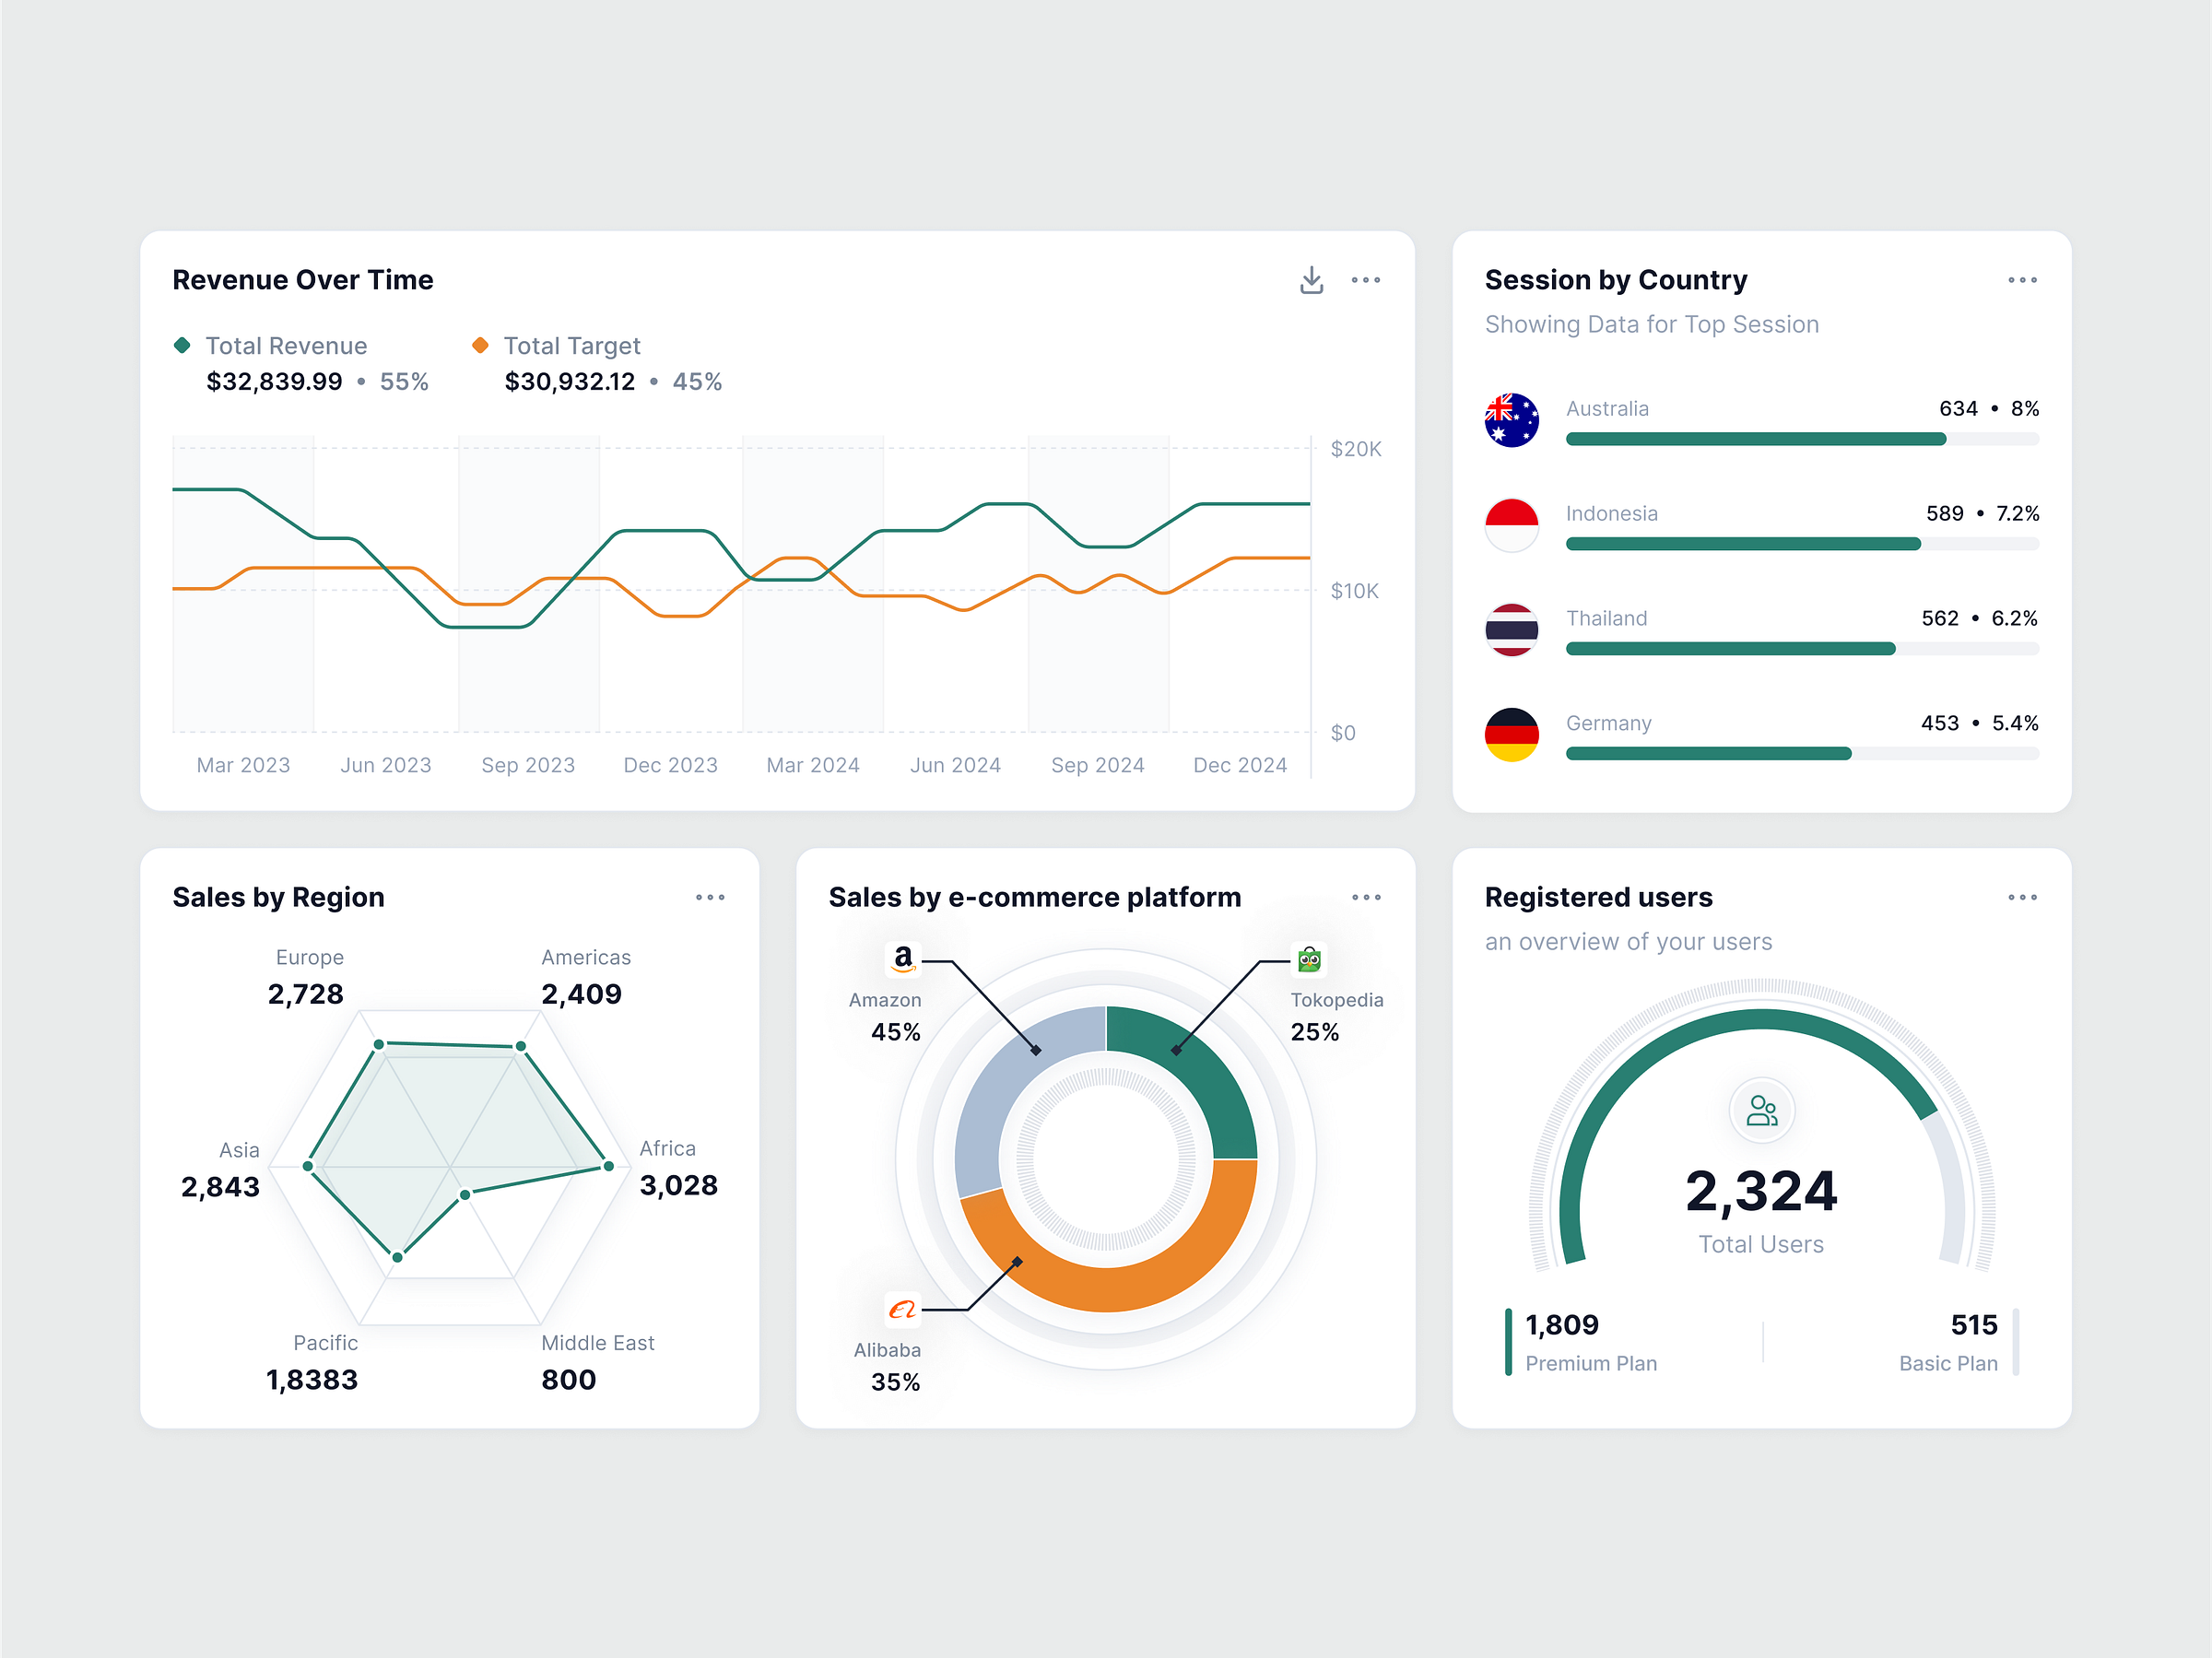 Revenue Over Time
Total Revenue
$32,839.99 • 55%
Total Target
$30,932.12 • 45%
$20K
$10K
$0
Mar 2023 Jun 2023 Sep 2023 Dec 2023 Mar 2024 Jun 2024 Sep 2024 Dec 2024
Session by Country
Showing Data for Top Session
Australia 634 • 8%
Indonesia 589 • 7.2%
Thailand 562 • 6.2%
Germany 453 • 5.4%
Sales by Region
Europe
2,728
Americas
2,409
Asia
2,843
Africa
3,028
Pacific
1,8383
Middle East
800
Sales by e-commerce platform
a
Amazon
45%
Tokopedia
25%
Alibaba
35%
Registered users
an overview of your users
2,324
Total Users
1,809
Premium Plan
515
Basic Plan